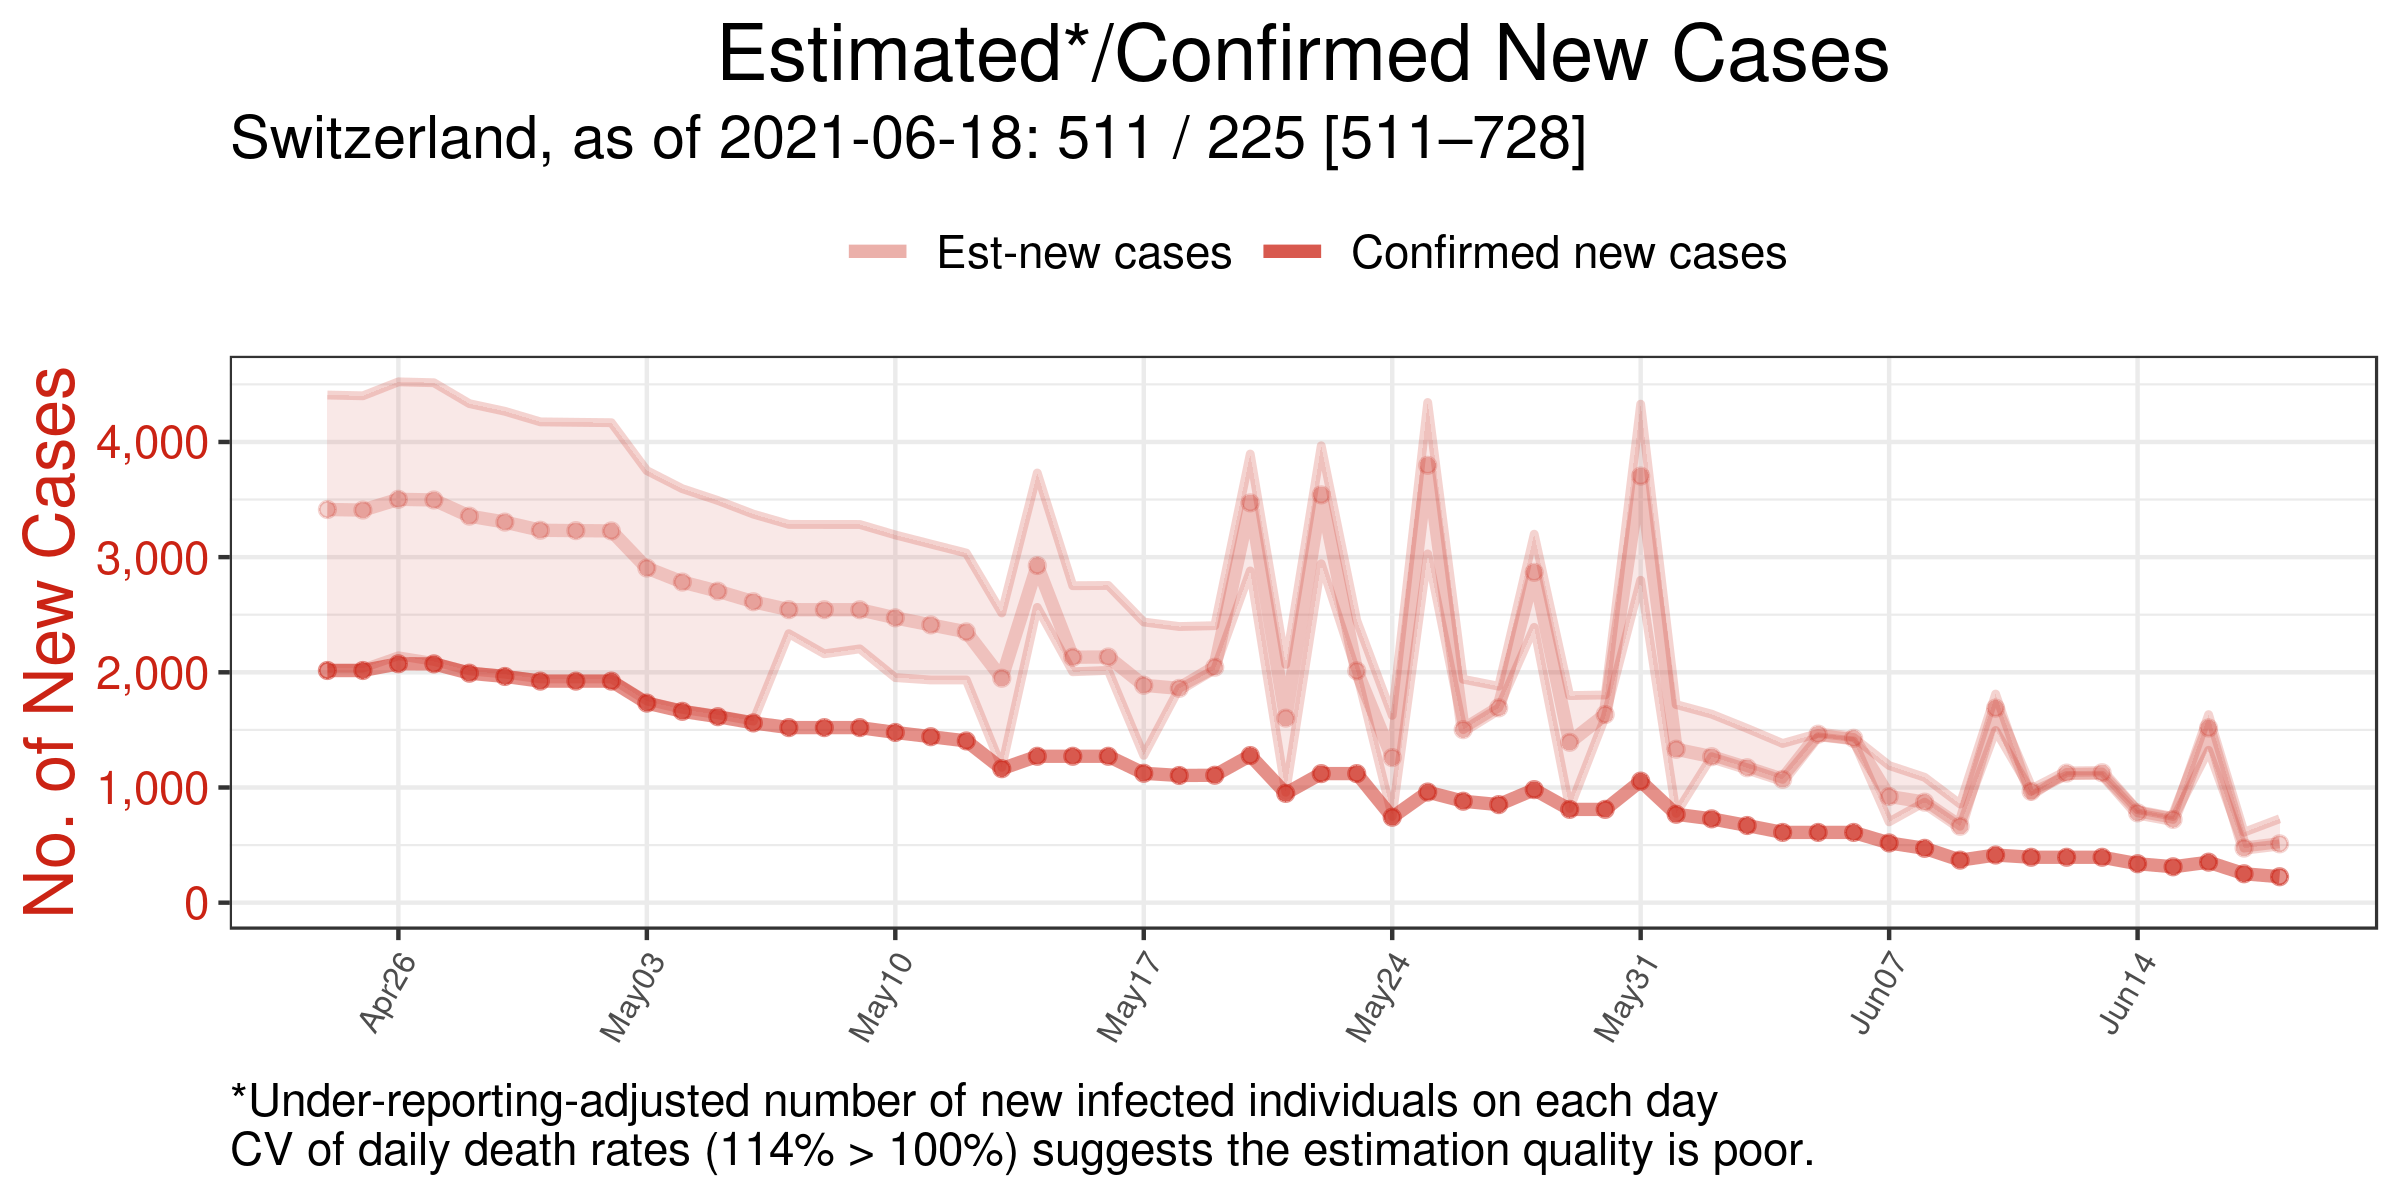 Estimated*/Confirmed New Cases
Switzerland, as of 2021-06-18: 511 / 225 [511–728]
Est-new cases
Confirmed new cases
No. of New Cases
4,000
3,000
2,000
1,000
0
Apr26
May03
May10
May17
May24
May31
Jun07
Jun14
*Under-reporting-adjusted number of new infected individuals on each day
CV of daily death rates (114% > 100%) suggests the estimation quality is poor.